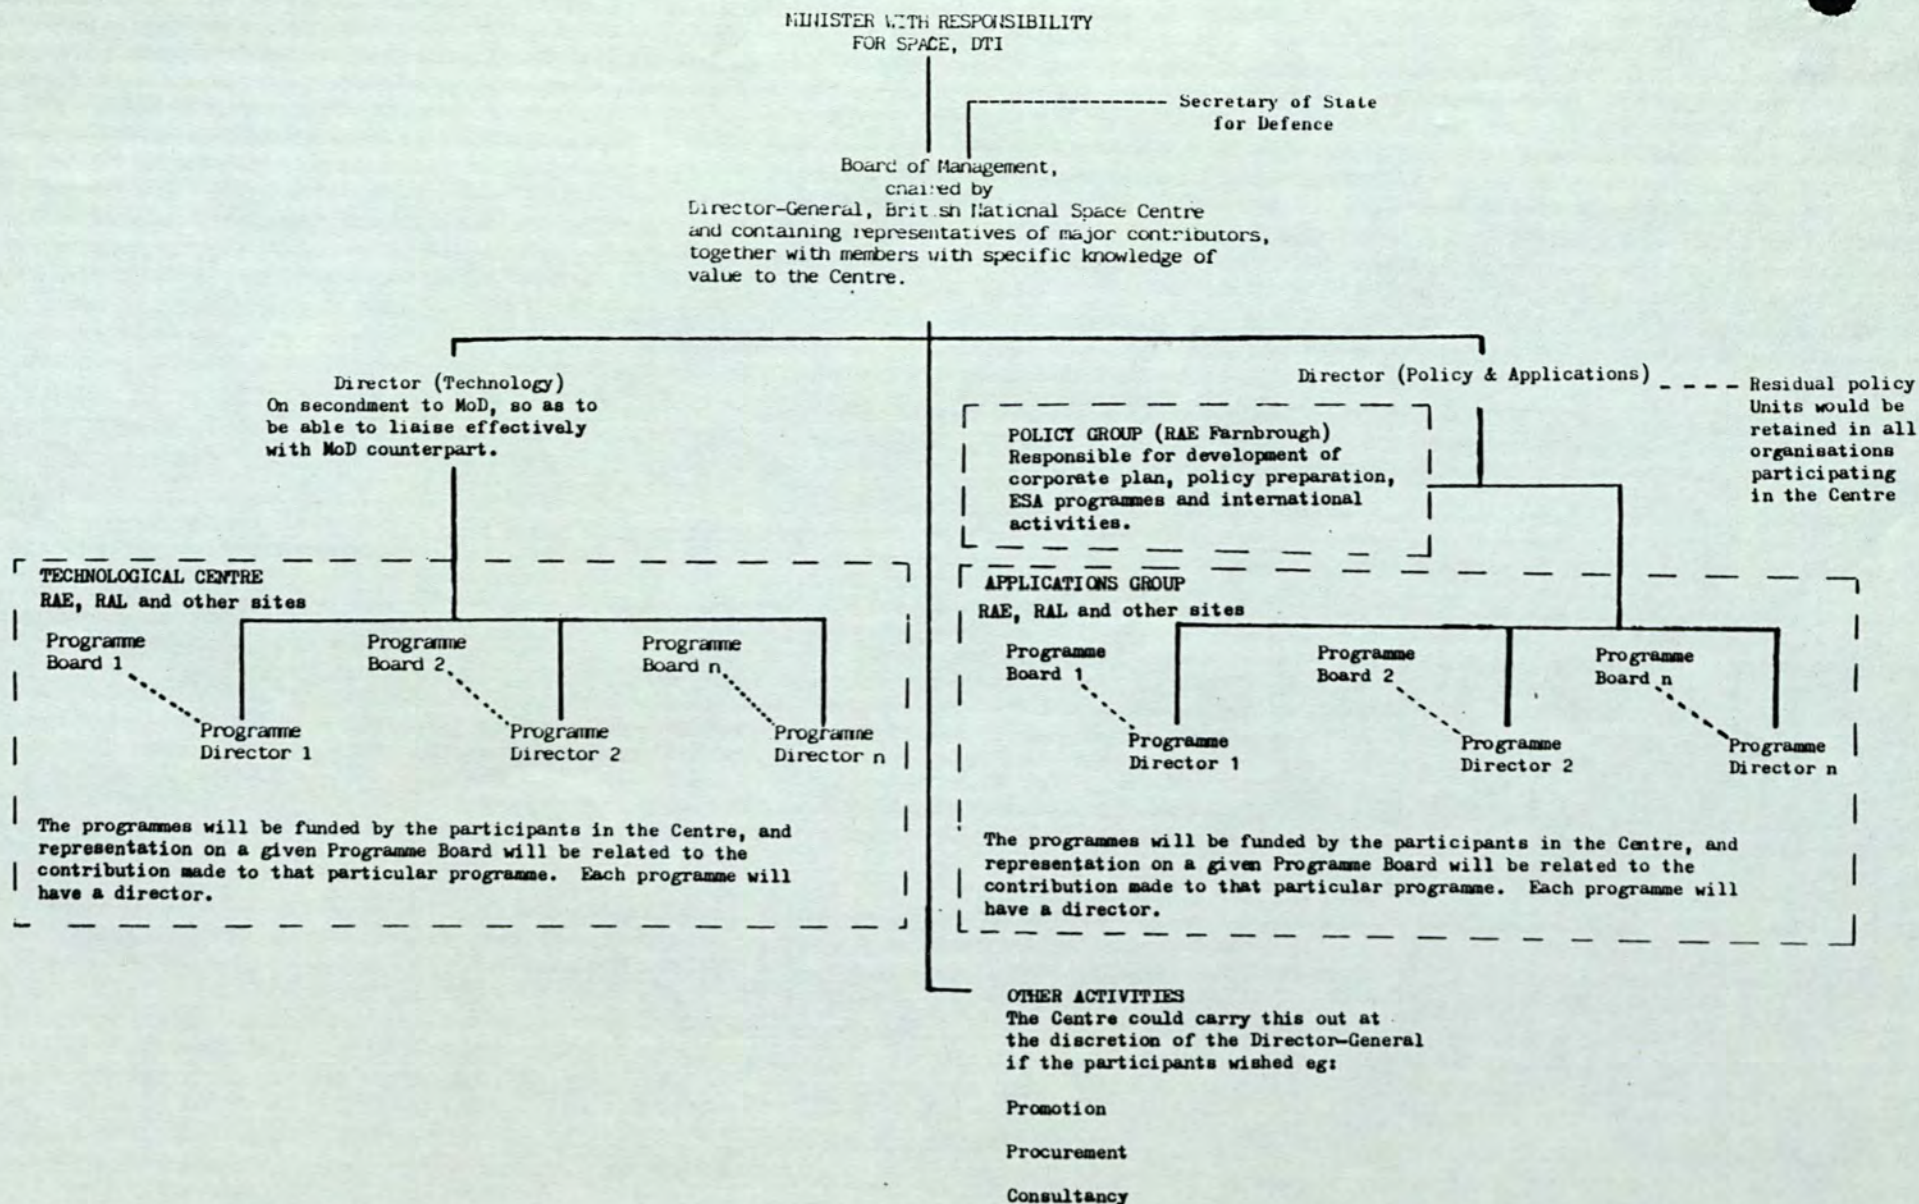 MINISTER WITH RESPONSIBILITY
FOR SPACE, DTI
Secretary of State
for Defence
Board of Management,
chaired by
Director-General, British National Space Centre
and containing representatives of major contributors,
together with members with specific knowledge of
value to the Centre.
Director (Technology)
On secondment to MoD, so as to
be able to liaise effectively
with MoD counterpart.
Director (Policy & Applications)
Residual policy
Units would be
retained in all
organisations
participating
in the Centre
POLICY GROUP (RAE Farnbrough)
Responsible for development of
corporate plan, policy preparation,
ESA programmes and international
activities.
TECHNOLOGICAL CENTRE
RAE, RAL and other sites
Programme
Board 1
Programme
Board 2
Programme
Board n
Programme
Director 1
Programme
Director 2
Programme
Director n
The programmes will be funded by the participants in the Centre, and
representation on a given Programme Board will be related to the
contribution made to that particular programme. Each programme will
have a director.
APPLICATIONS GROUP
RAE, RAL and other sites
Programme
Board 1
Programme
Board 2
Programme
Board n
Programme
Director 1
Programme
Director 2
Programme
Director n
The programmes will be funded by the participants in the Centre, and
representation on a given Programme Board will be related to the
contribution made to that particular programme. Each programme will
have a director.
OTHER ACTIVITIES
The Centre could carry this out at
the discretion of the Director-General
if the participants wished eg:
Promotion
Procurement
Consultancy